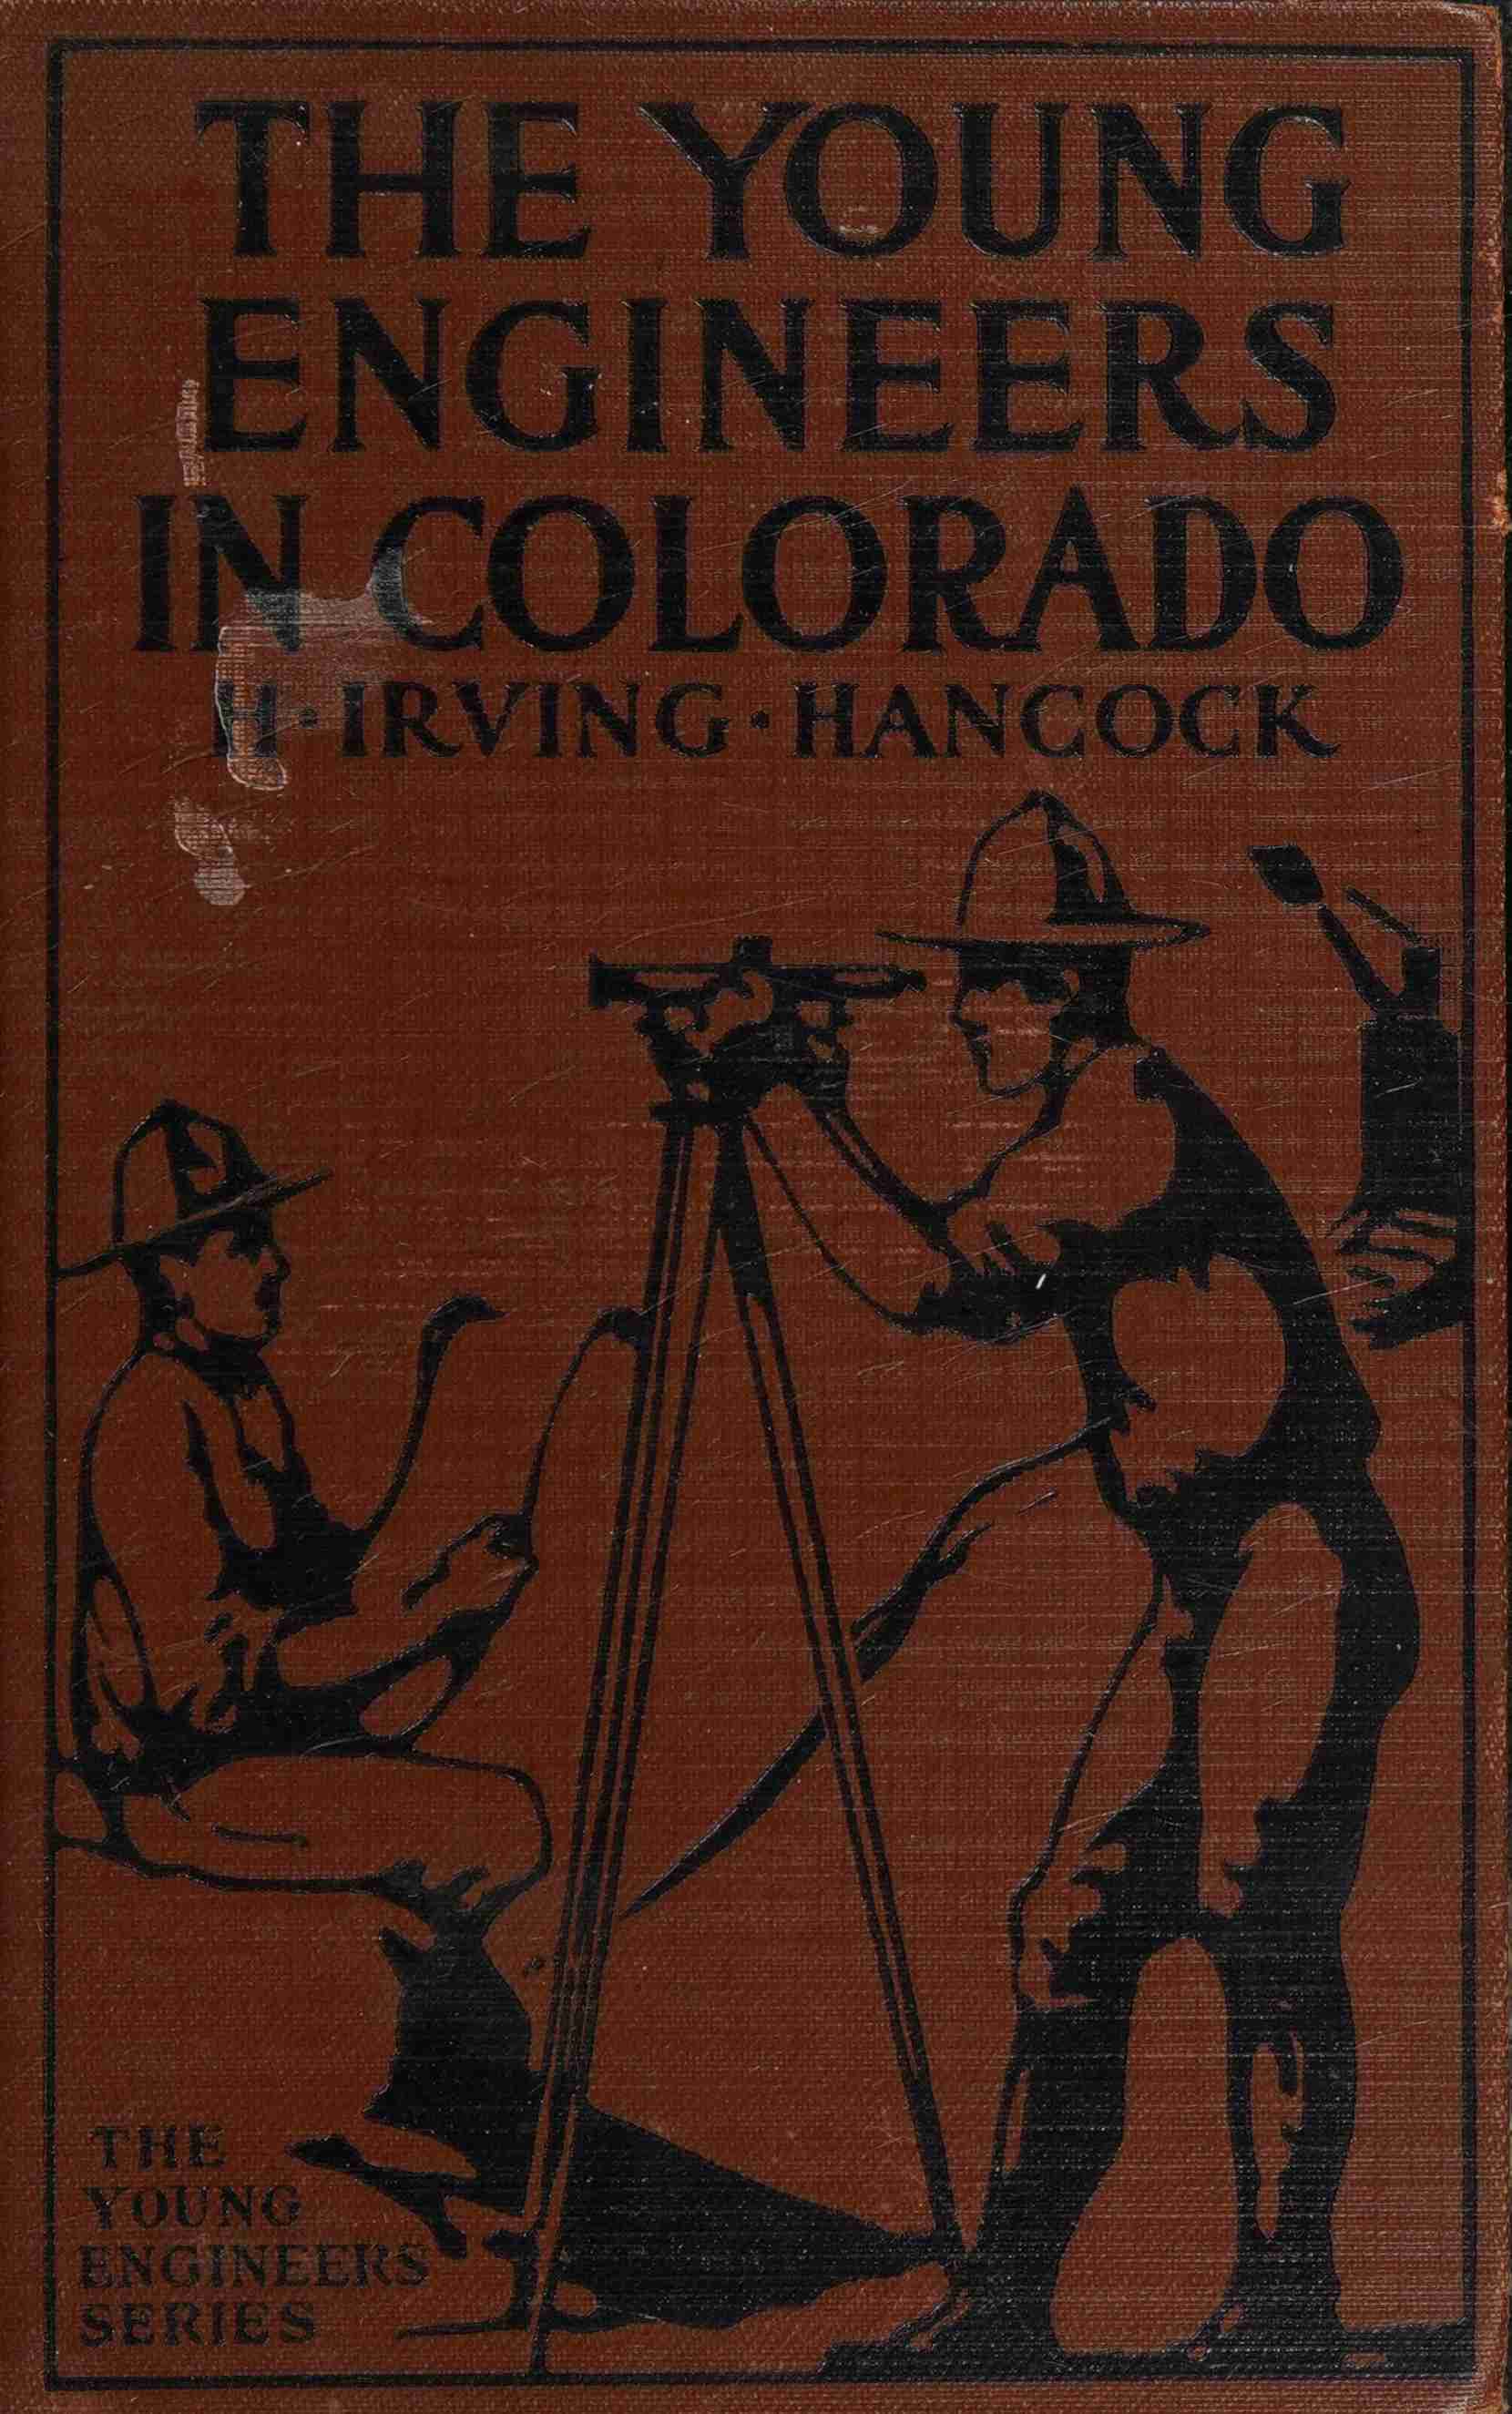 THE YOUNG
ENGINEERS
IN COLORADO
H·IRVING·HANCOCK
THE
YOUNG
ENGINEERS
SERIES